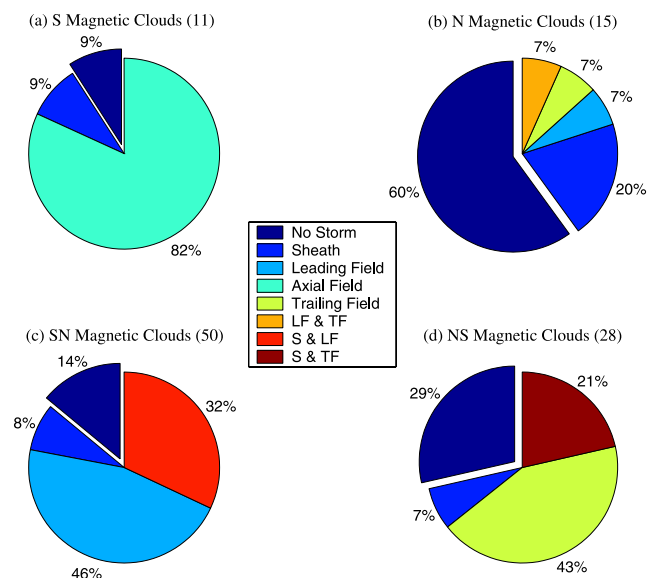 (a) S Magnetic Clouds (11)
9%
9%
82%
(b) N Magnetic Clouds (15)
7%
7%
7%
20%
60%
No Storm
Sheath
Leading Field
Axial Field
Trailing Field
LF & TF
S & LF
S & TF
(c) SN Magnetic Clouds (50)
14%
32%
8%
46%
(d) NS Magnetic Clouds (28)
29%
21%
7%
43%